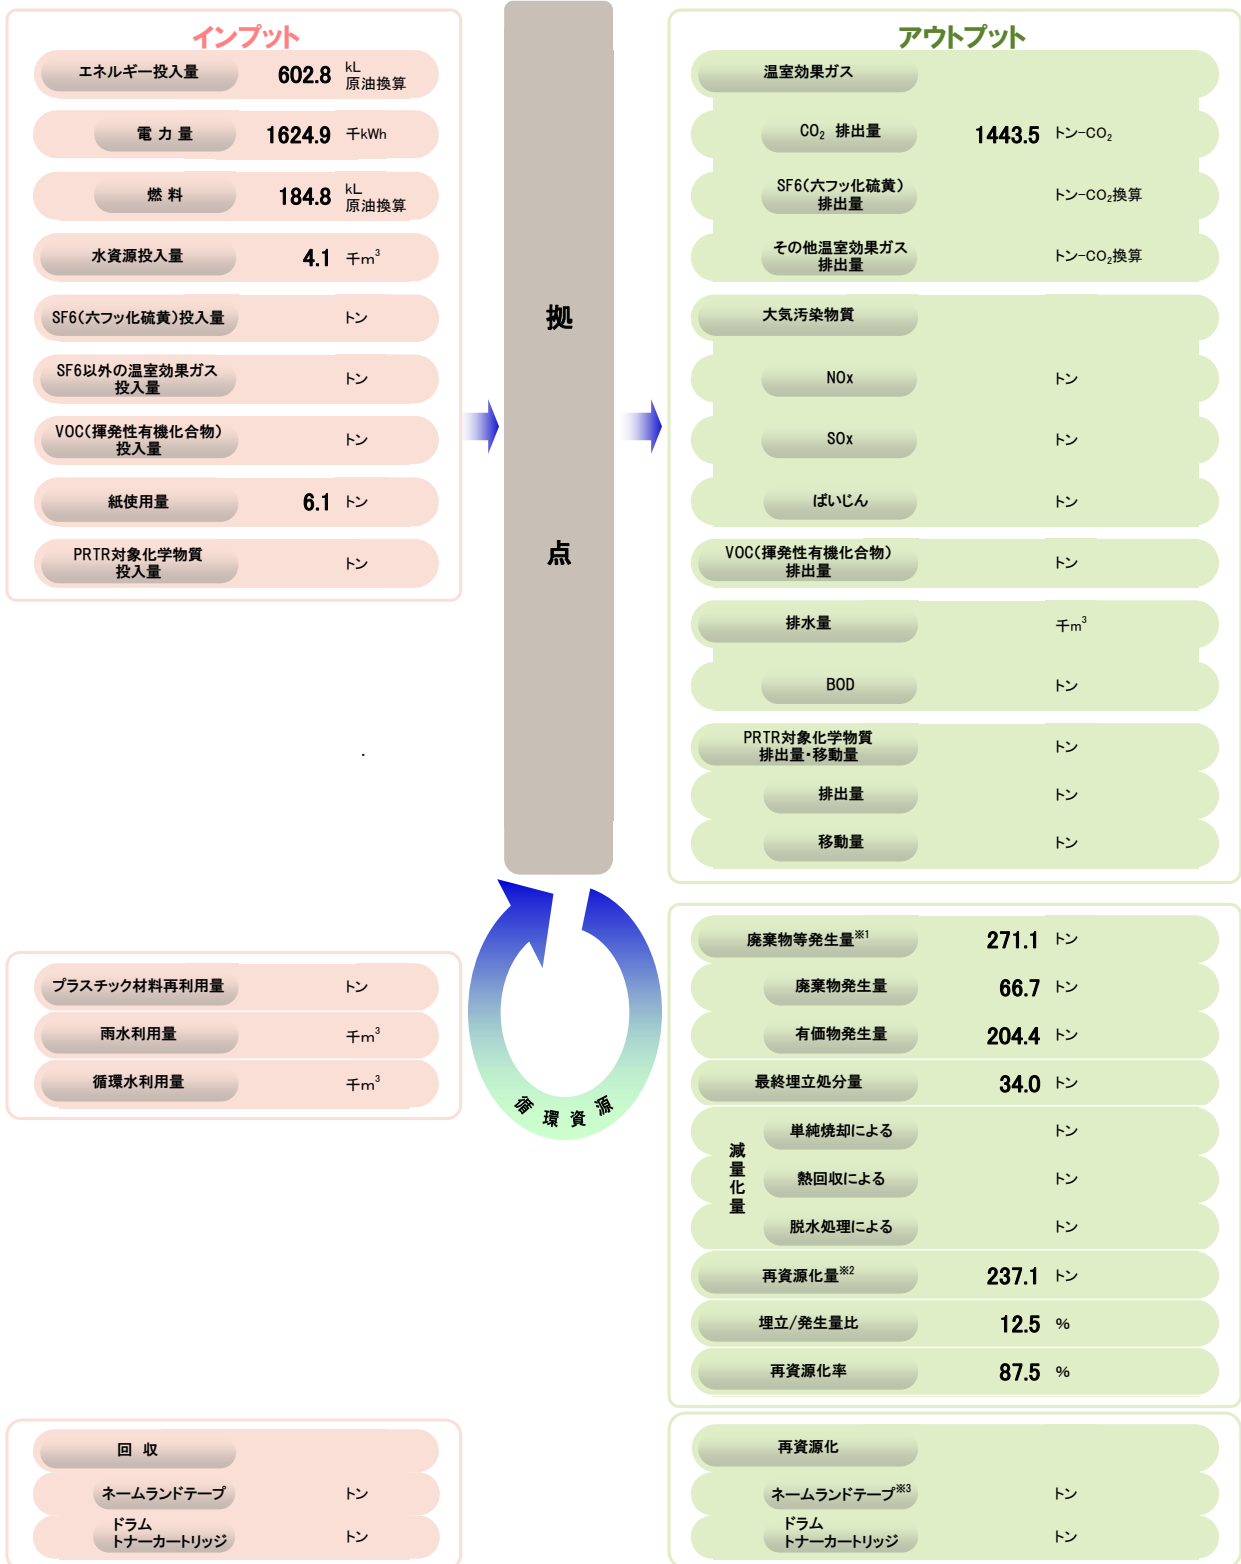 インプット
エネルギー投入量 602.8 kL
原油換算
電 力 量 1624.9 千kWh
燃 料 184.8 kL
原油換算
水資源投入量 4.1 千m³
SF6(六フッ化硫黄)投入量 トン
SF6以外の温室効果ガス
投入量 トン
VOC(揮発性有機化合物)
投入量 トン
紙使用量 6.1 トン
PRTR対象化学物質
投入量 トン
拠
点
アウトプット
温室効果ガス
CO₂ 排出量 1443.5 トン-CO₂
SF6(六フッ化硫黄)
排出量 トン-CO₂換算
その他温室効果ガス
排出量 トン-CO₂換算
大気汚染物質
NOx トン
SOx トン
ばいじん トン
VOC(揮発性有機化合物)
排出量 トン
排水量 千m³
BOD トン
PRTR対象化学物質
排出量・移動量 トン
排出量 トン
移動量 トン
プラスチック材料再利用量 トン
雨水利用量 千m³
循環水利用量 千m³
循環資源
廃棄物等発生量※1 271.1 トン
廃棄物発生量 66.7 トン
有価物発生量 204.4 トン
最終埋立処分量 34.0 トン
減量化量
単純焼却による トン
熱回収による トン
脱水処理による トン
再資源化量※2 237.1 トン
埋立/発生量比 12.5 %
再資源化率 87.5 %
回 収
ネームランドテープ トン
ドラム
トナーカートリッジ トン
再資源化
ネームランドテープ※3 トン
ドラム
トナーカートリッジ トン